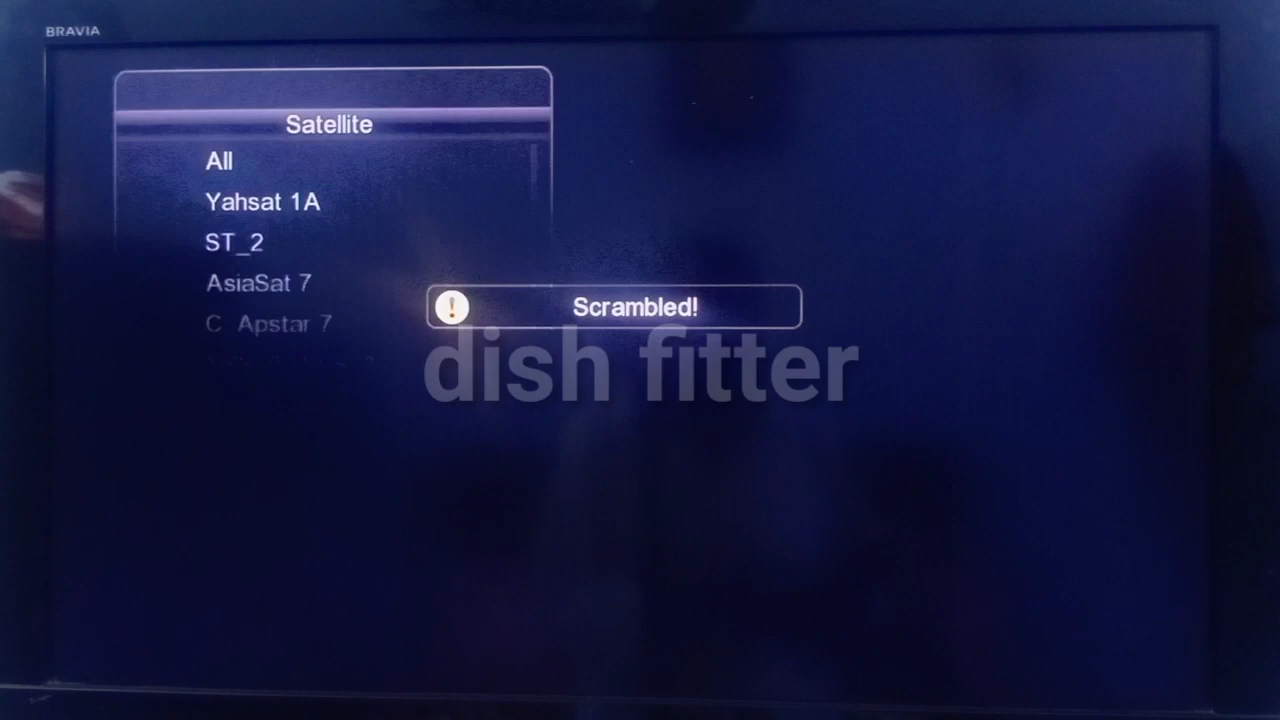 BRAVIA
Satellite
All
Yahsat 1A
ST_2
AsiaSat 7
C Apstar 7
Scrambled!
dish fitter